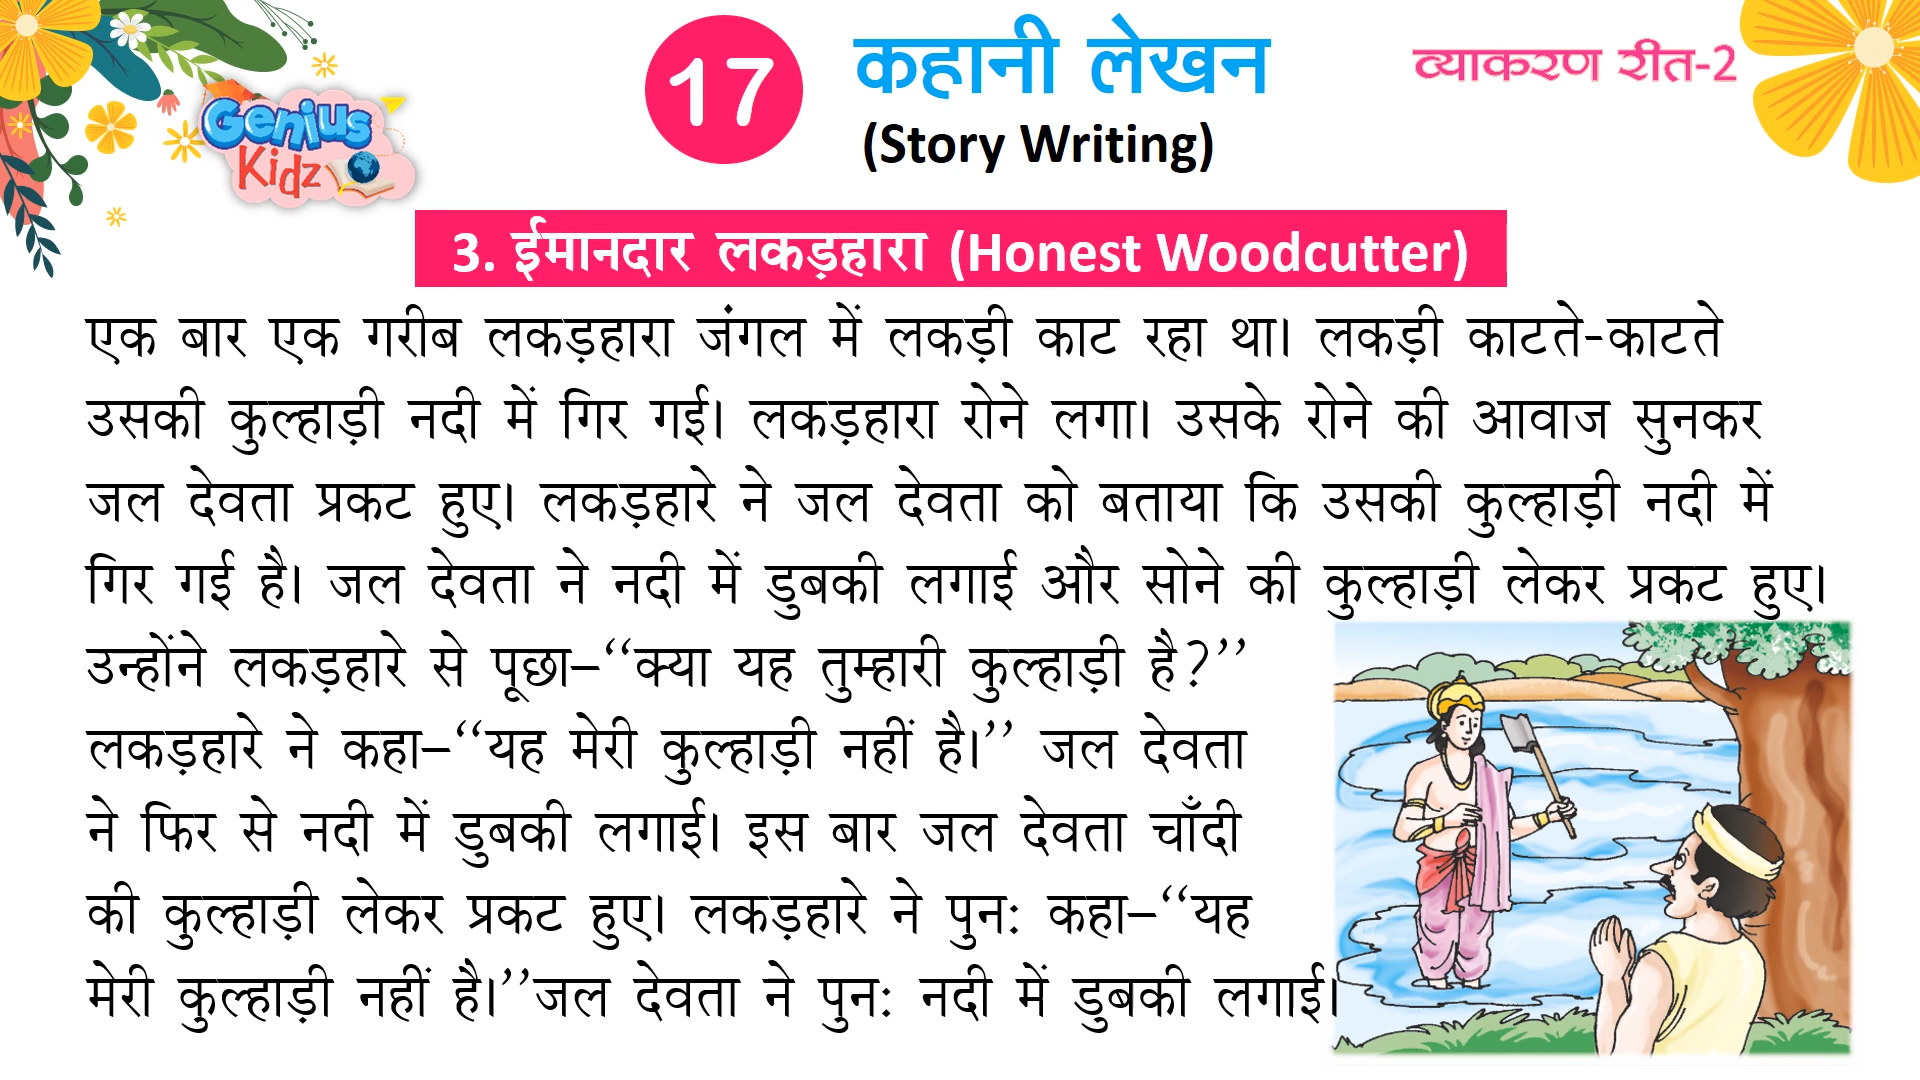 Genius
Kidz
17
कहानी लेखन
(Story Writing)
व्याकरण रीत-2
3. ईमानदार लकड़हारा (Honest Woodcutter)
एक बार एक गरीब लकड़हारा जंगल में लकड़ी काट रहा था। लकड़ी काटते-काटते
उसकी कुल्हाड़ी नदी में गिर गई। लकड़हारा रोने लगा। उसके रोने की आवाज सुनकर
जल देवता प्रकट हुए। लकड़हारे ने जल देवता को बताया कि उसकी कुल्हाड़ी नदी में
गिर गई है। जल देवता ने नदी में डुबकी लगाई और सोने की कुल्हाड़ी लेकर प्रकट हुए।
उन्होंने लकड़हारे से पूछा–‘‘क्या यह तुम्हारी कुल्हाड़ी है?’’
लकड़हारे ने कहा–‘‘यह मेरी कुल्हाड़ी नहीं है।’’ जल देवता
ने फिर से नदी में डुबकी लगाई। इस बार जल देवता चाँदी
की कुल्हाड़ी लेकर प्रकट हुए। लकड़हारे ने पुनः कहा–‘‘यह
मेरी कुल्हाड़ी नहीं है।’’जल देवता ने पुनः नदी में डुबकी लगाई।